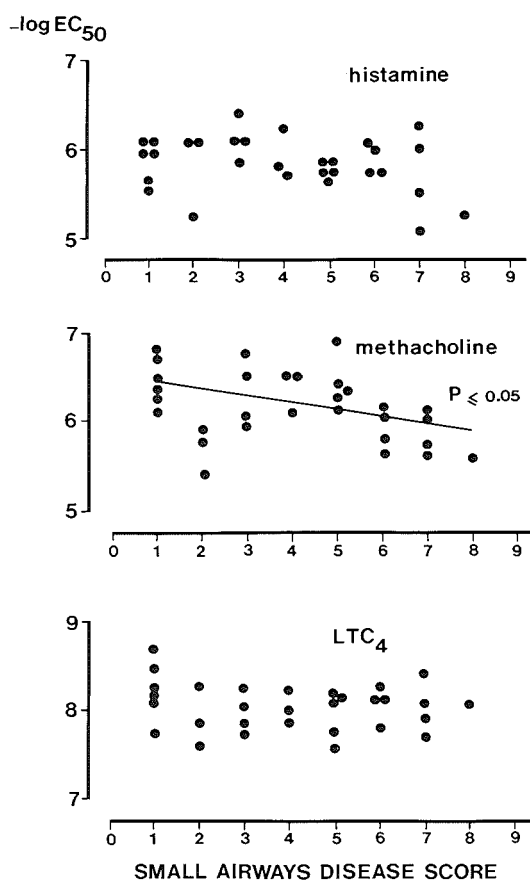 –log EC50
7
histamine
6
5
0 1 2 3 4 5 6 7 8 9
7
methacholine
P ≤ 0.05
6
5
0 1 2 3 4 5 6 7 8 9
9
LTC4
8
7
0 1 2 3 4 5 6 7 8 9
SMALL AIRWAYS DISEASE SCORE